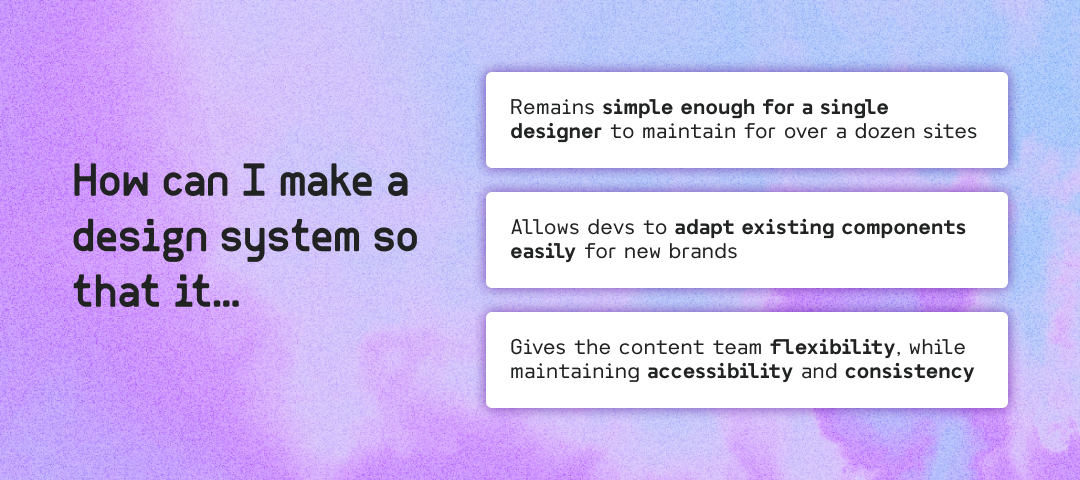 How can I make a
design system so
that it...
Remains simple enough for a single
designer to maintain for over a dozen sites
Allows devs to adapt existing components
easily for new brands
Gives the content team flexibility, while
maintaining accessibility and consistency